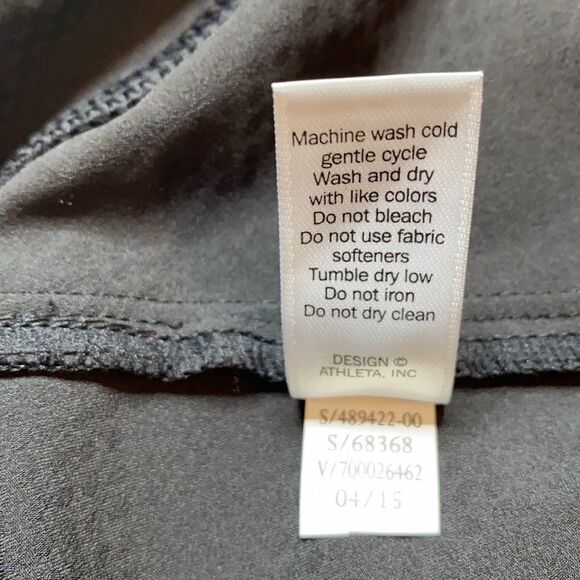 Machine wash cold
gentle cycle
Wash and dry
with like colors
Do not bleach
Do not use fabric
softeners
Tumble dry low
Do not iron
Do not dry clean
DESIGN ©
ATHLETA, INC
S/489422-00
S/68368
V/700026462
04/15